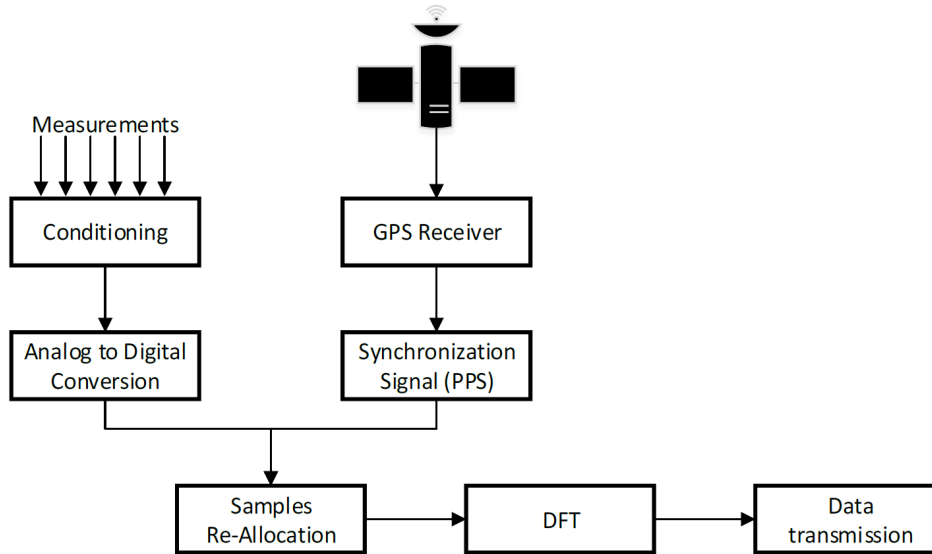 Measurements
Conditioning
GPS Receiver
Analog to Digital
Conversion
Synchronization
Signal (PPS)
Samples
Re-Allocation
DFT
Data
transmission